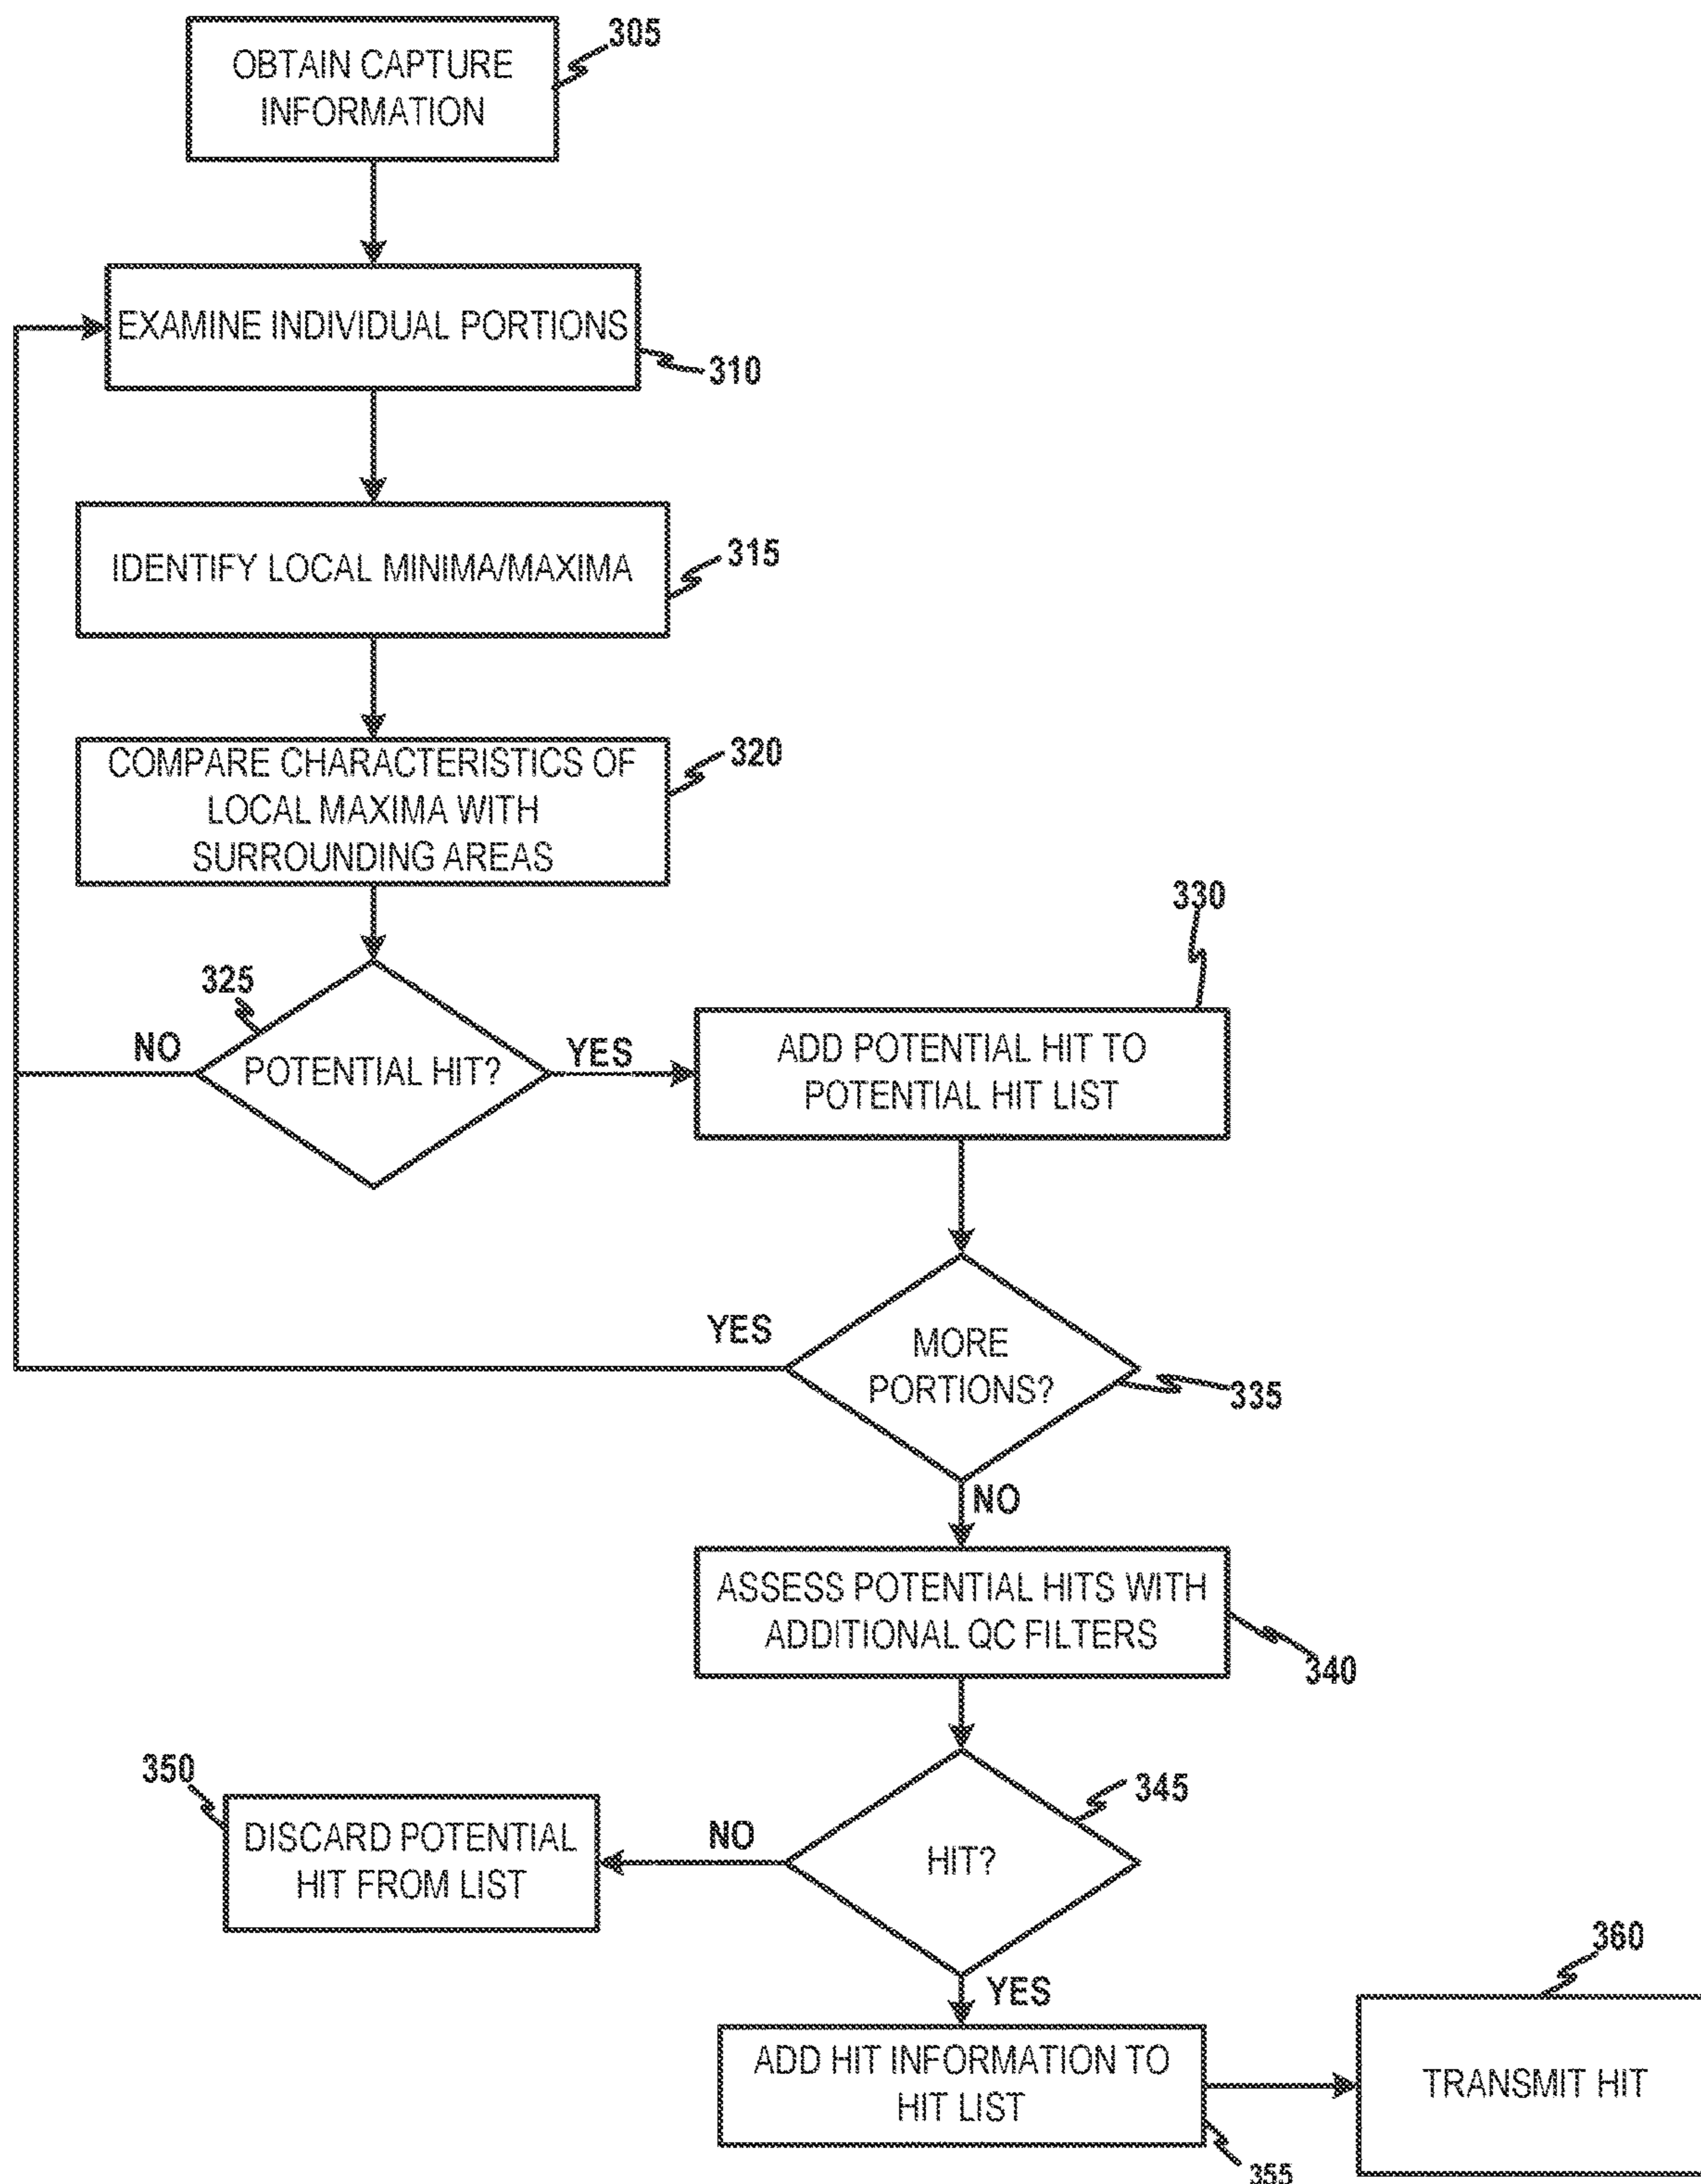 305
OBTAIN CAPTURE
INFORMATION
EXAMINE INDIVIDUAL PORTIONS
310
IDENTIFY LOCAL MINIMA/MAXIMA
315
COMPARE CHARACTERISTICS OF
LOCAL MAXIMA WITH
SURROUNDING AREAS
320
325
NO
POTENTIAL HIT?
YES
330
ADD POTENTIAL HIT TO
POTENTIAL HIT LIST
YES
MORE
PORTIONS?
335
NO
ASSESS POTENTIAL HITS WITH
ADDITIONAL QC FILTERS
340
350
DISCARD POTENTIAL
HIT FROM LIST
NO
HIT?
345
YES
ADD HIT INFORMATION TO
HIT LIST
355
360
TRANSMIT HIT